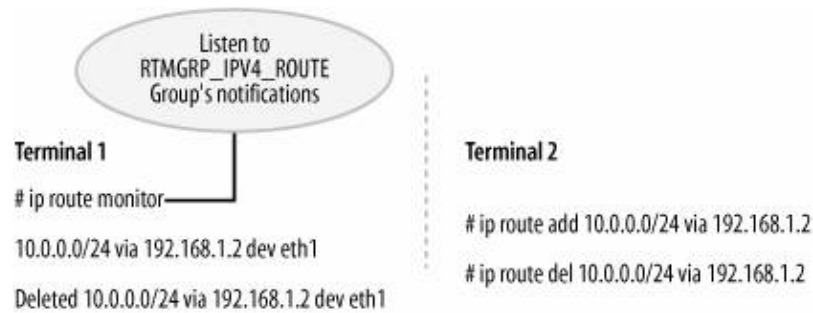 Listen to
RTMGRP_IPV4_ROUTE
Group's notifications
Terminal 1
# ip route monitor
10.0.0.0/24 via 192.168.1.2 dev eth1
Deleted 10.0.0.0/24 via 192.168.1.2 dev eth1
Terminal 2
# ip route add 10.0.0.0/24 via 192.168.1.2
# ip route del 10.0.0.0/24 via 192.168.1.2